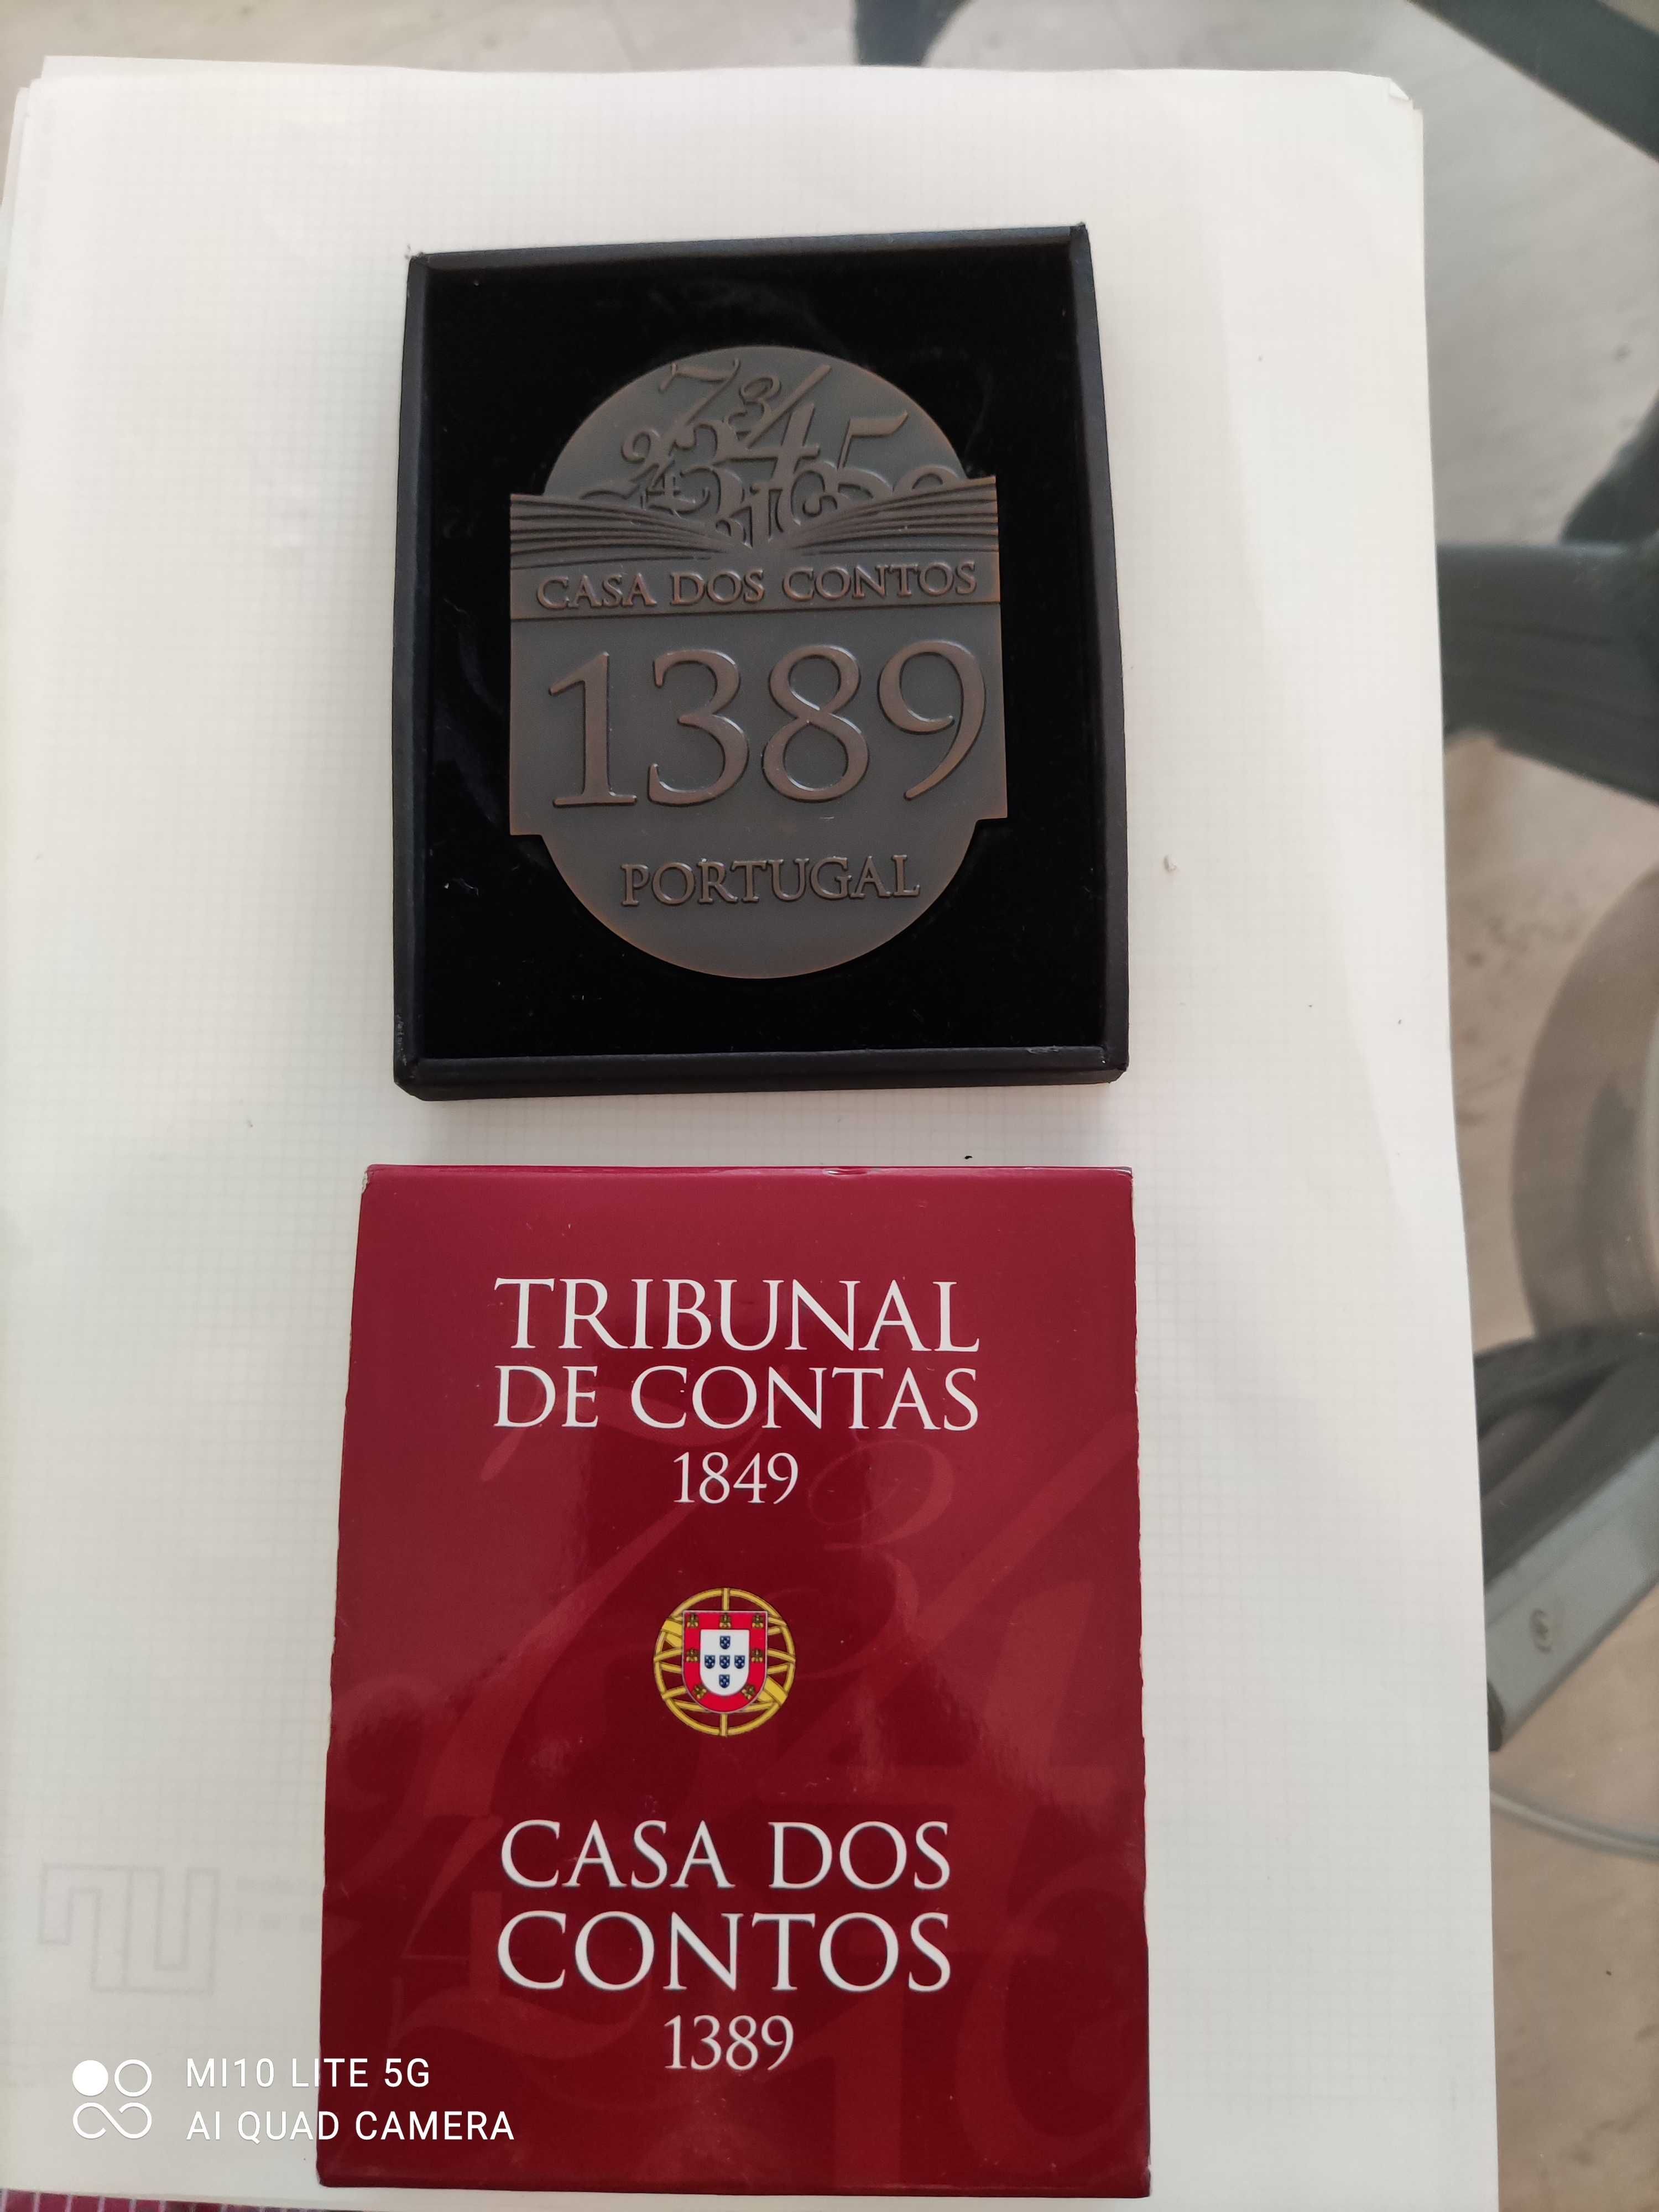 CASA DOS CONTOS
1389
PORTUGAL
TRIBUNAL
DE CONTAS
1849
CASA DOS
CONTOS
1389
MI10 LITE 5G
AI QUAD CAMERA